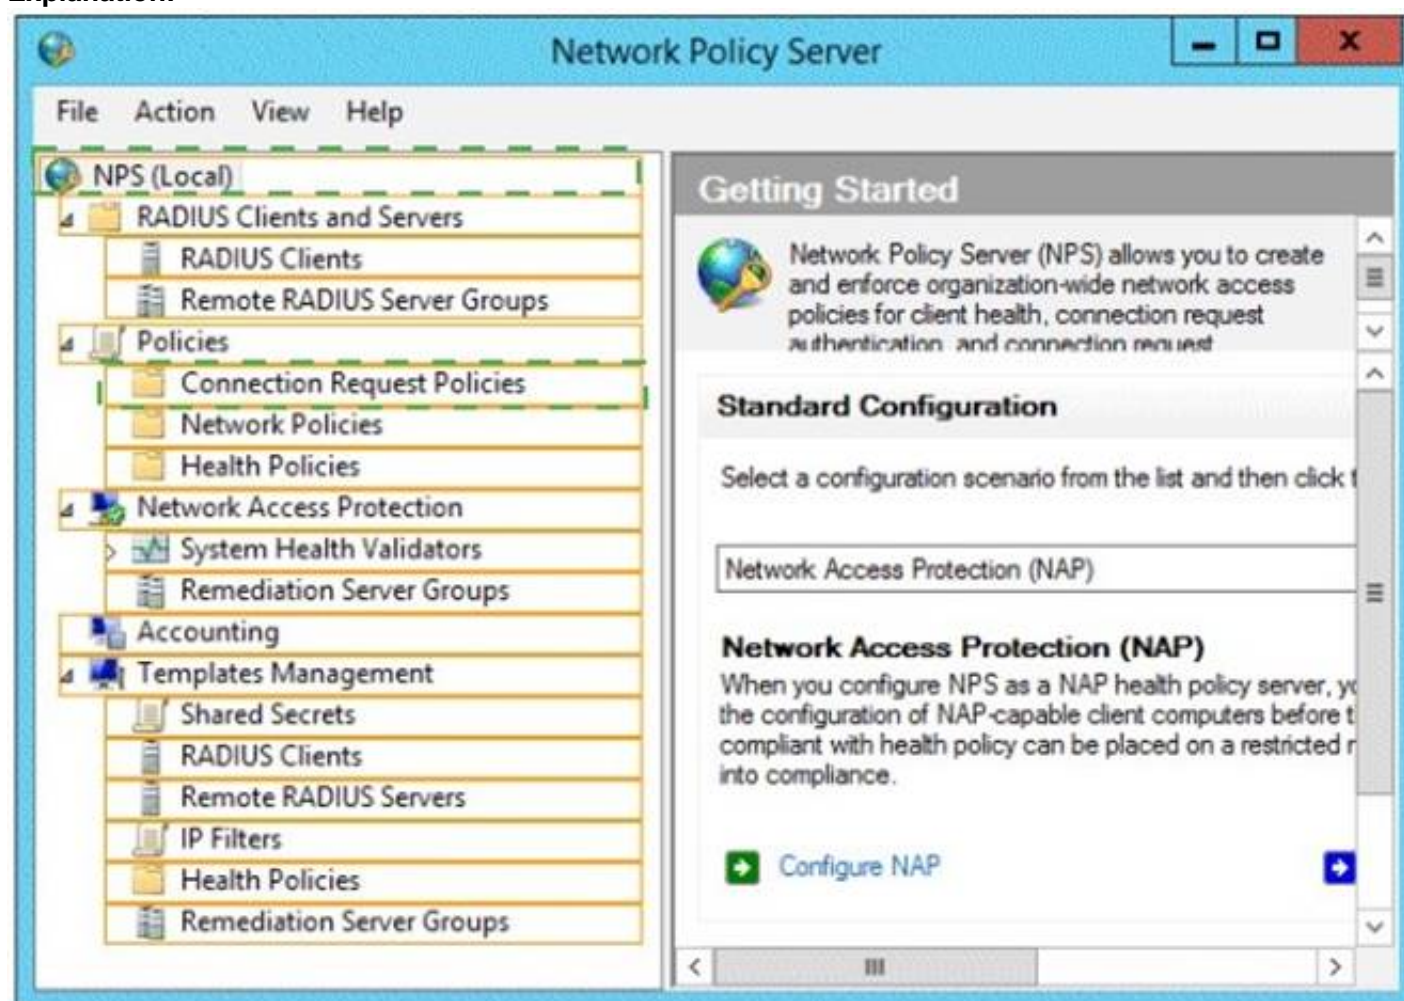 Explanation:
Network Policy Server
File Action View Help
NPS (Local)
RADIUS Clients and Servers
RADIUS Clients
Remote RADIUS Server Groups
Policies
Connection Request Policies
Network Policies
Health Policies
Network Access Protection
System Health Validators
Remediation Server Groups
Accounting
Templates Management
Shared Secrets
RADIUS Clients
Remote RADIUS Servers
IP Filters
Health Policies
Remediation Server Groups
Getting Started
Network Policy Server (NPS) allows you to create
and enforce organization-wide network access
policies for client health, connection request
authentication, and connection request
Standard Configuration
Select a configuration scenario from the list and then click
Network Access Protection (NAP)
Network Access Protection (NAP)
When you configure NPS as a NAP health policy server,
the configuration of NAP-capable client computers before
compliant with health policy can be placed on a restricted
into compliance.
Configure NAP